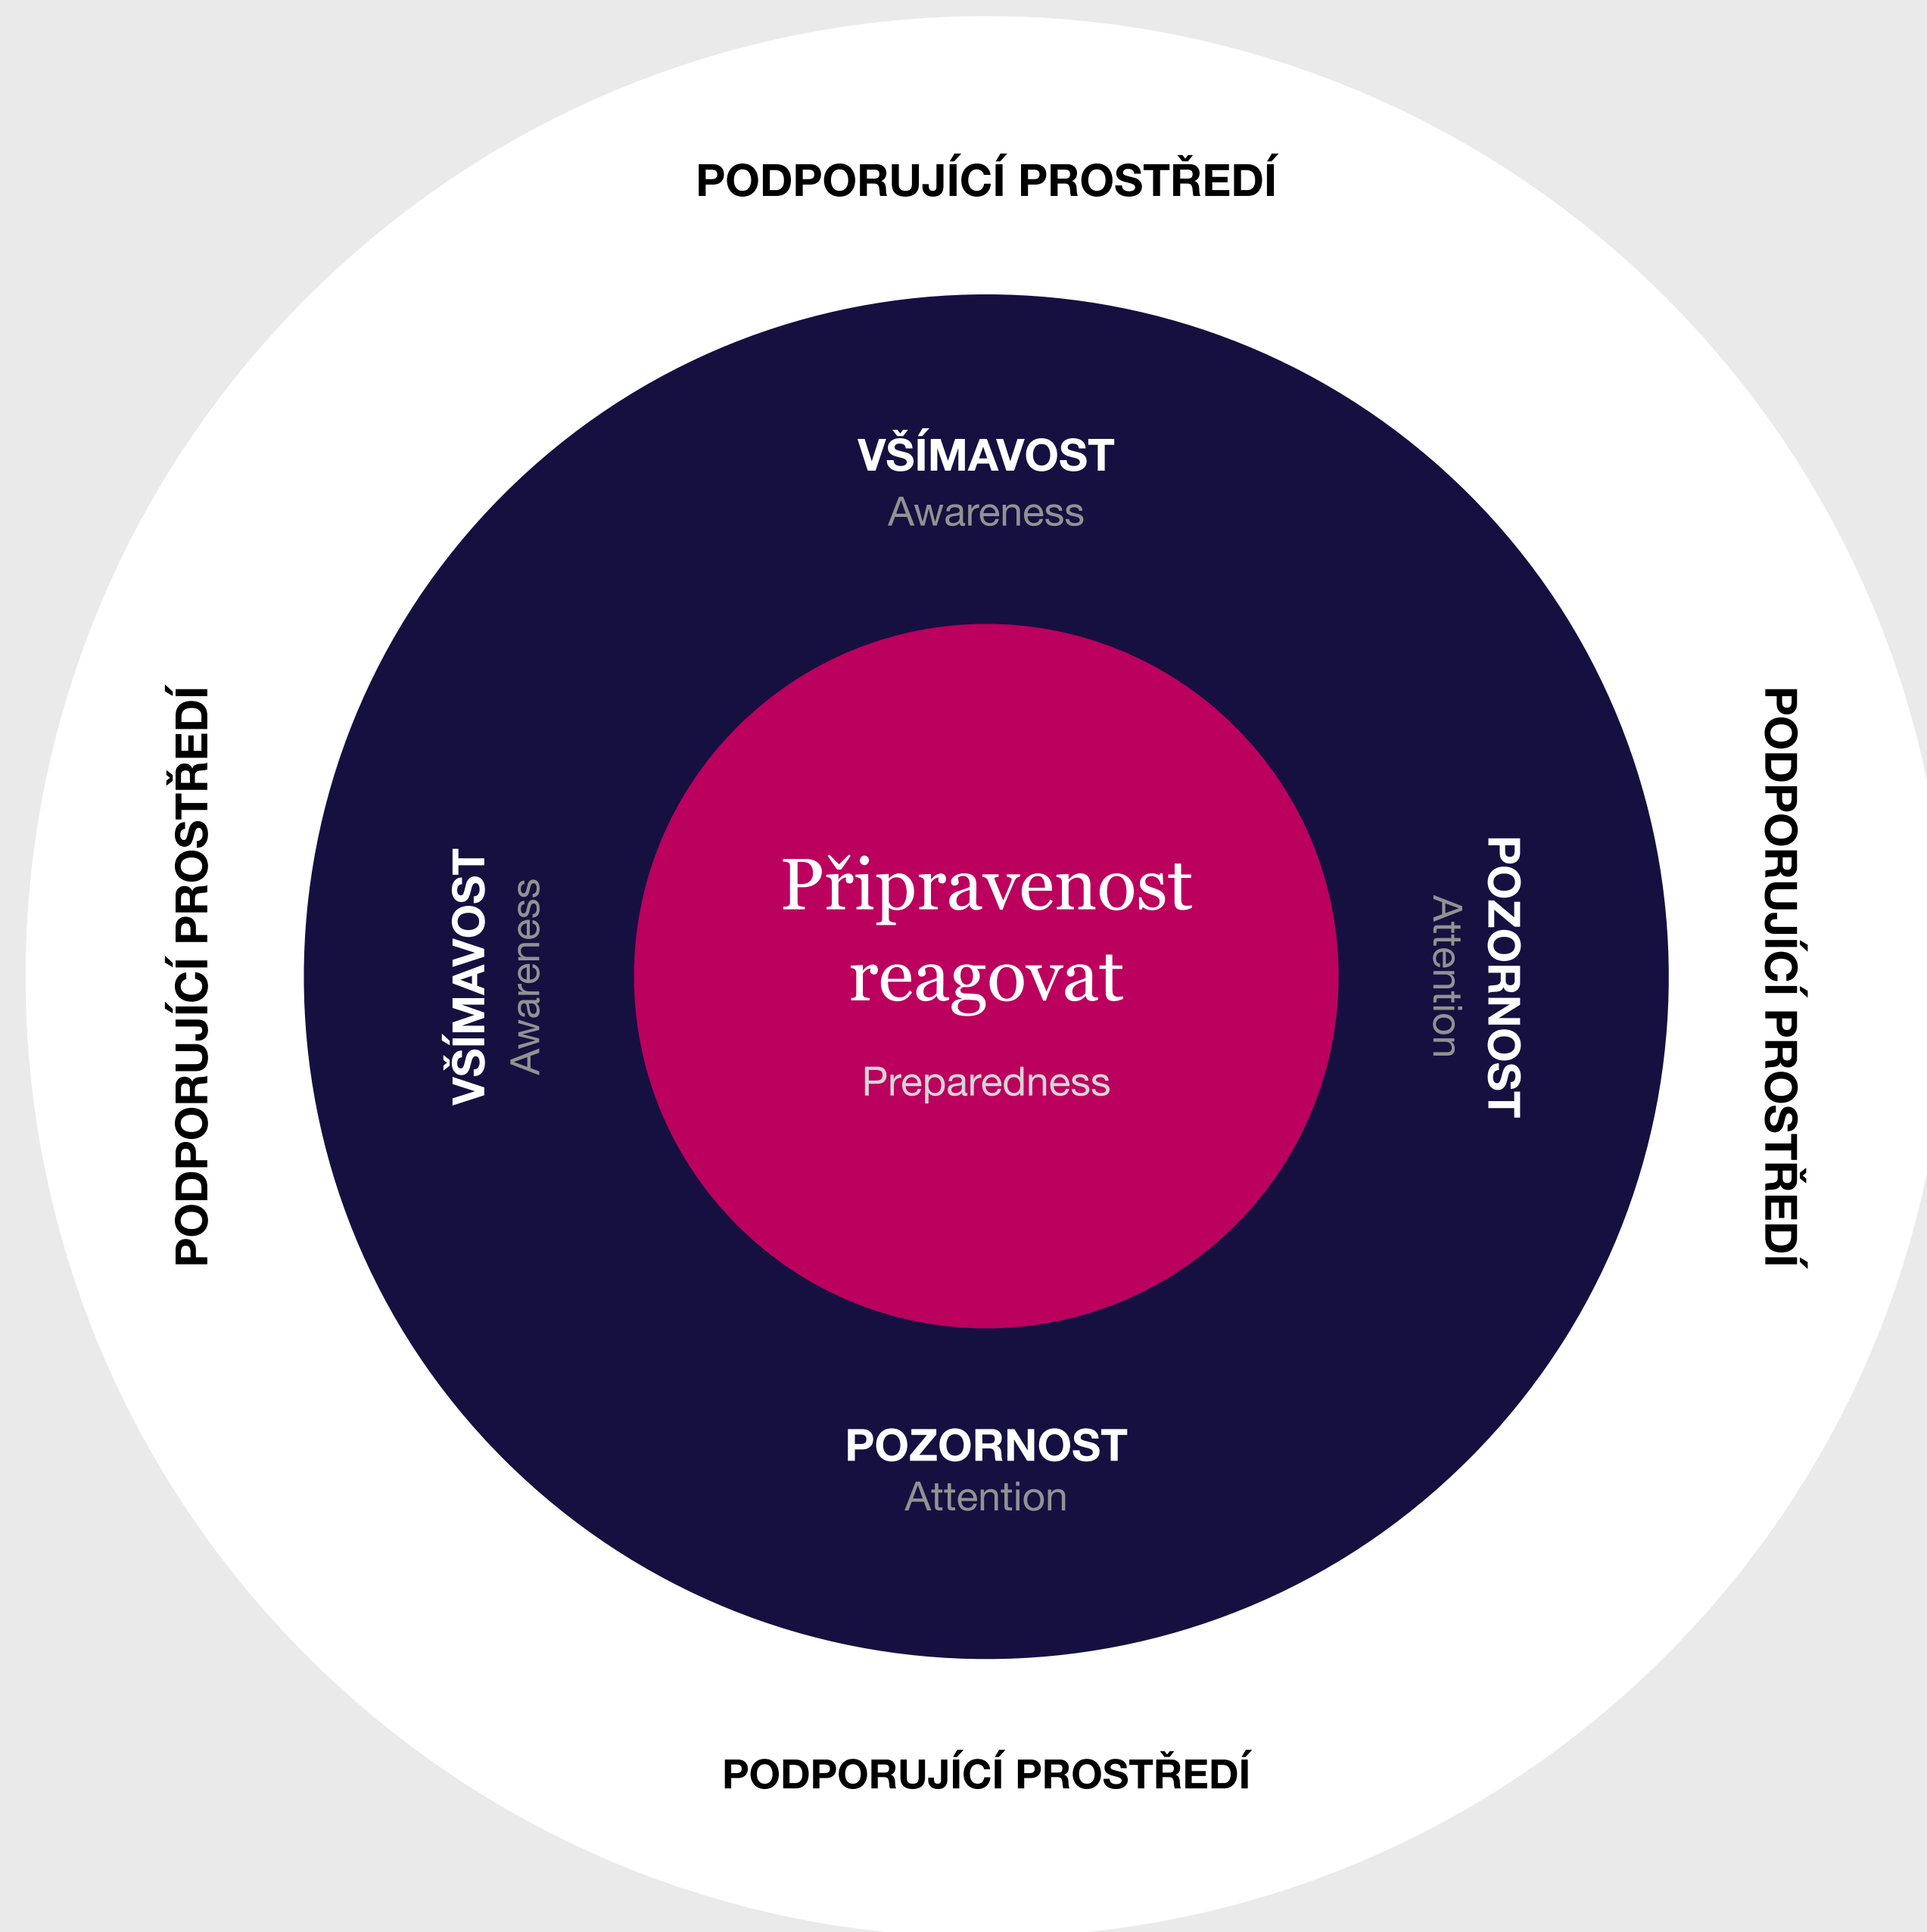 PODPORUJÍCÍ PROSTŘEDÍ
VŠÍMAVOST
Awareness
PODPORUJÍCÍ PROSTŘEDÍ
VŠÍMAVOST
Awareness
Připravenost
reagovat
Preparedness
POZORNOST
Attention
PODPORUJÍCÍ PROSTŘEDÍ
POZORNOST
Attention
PODPORUJÍCÍ PROSTŘEDÍ